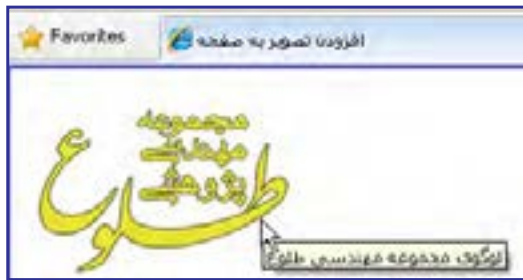 Favorites
افزودن تصویر به صفحه
مجموعه
مهندسی
پژوهشی
طلوع
لوگوی مجموعه مهندسی طلوع